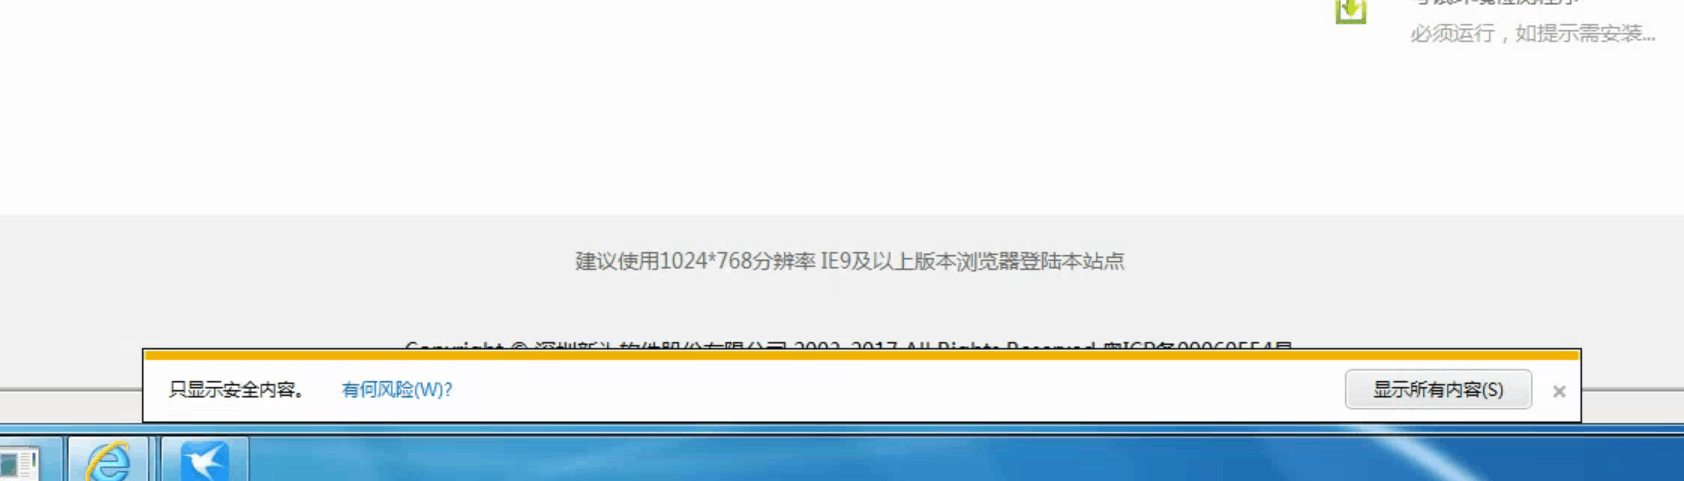 必须运行，如提示需安装...
建议使用1024*768分辨率 IE9及以上版本浏览器登陆本站点
只显示安全内容。 有何风险(W)? 显示所有内容(S)